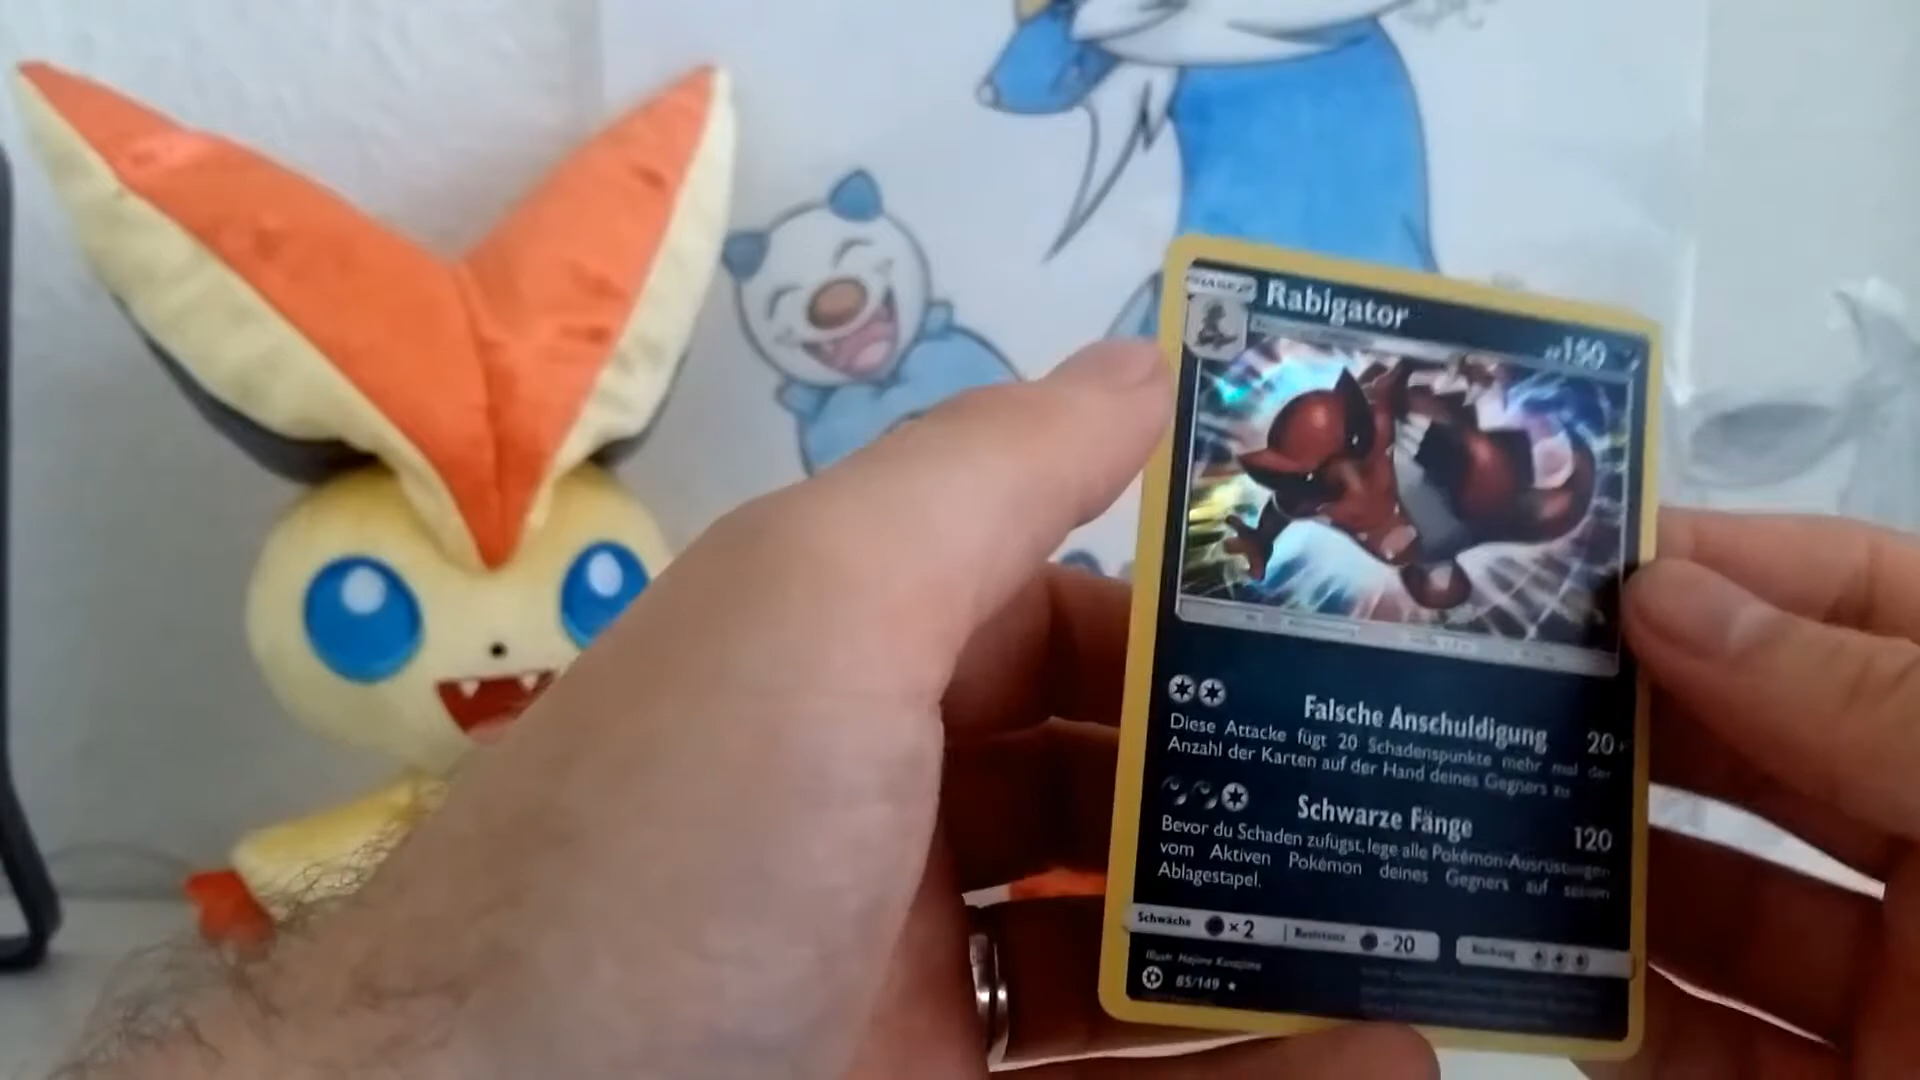 Rabigator
150
Falsche Anschuldigung 20+
Diese Attacke fügt 20 Schadenspunkte mehr mal der
Anzahl der Karten auf der Hand deines Gegners zu
Schwarze Fänge 120
Bevor du Schaden zufügst, lege alle Pokémon-Ausrüstungen
vom Aktiven Pokémon deines Gegners auf seinen
Ablagestapel.
Schwäche ×2 Resistenz -20 Rückzug
85/149